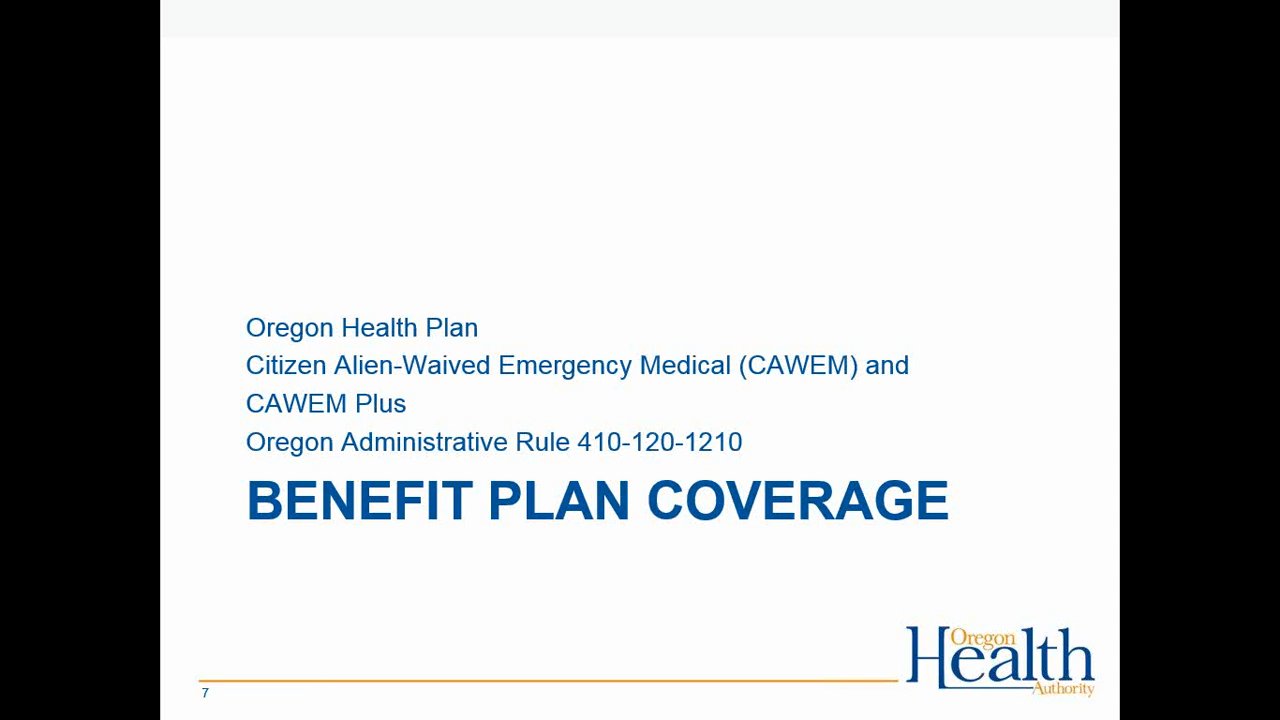 Oregon Health Plan
Citizen Alien-Waived Emergency Medical (CAWEM) and
CAWEM Plus
Oregon Administrative Rule 410-120-1210
BENEFIT PLAN COVERAGE
7
Oregon
Health
Authority